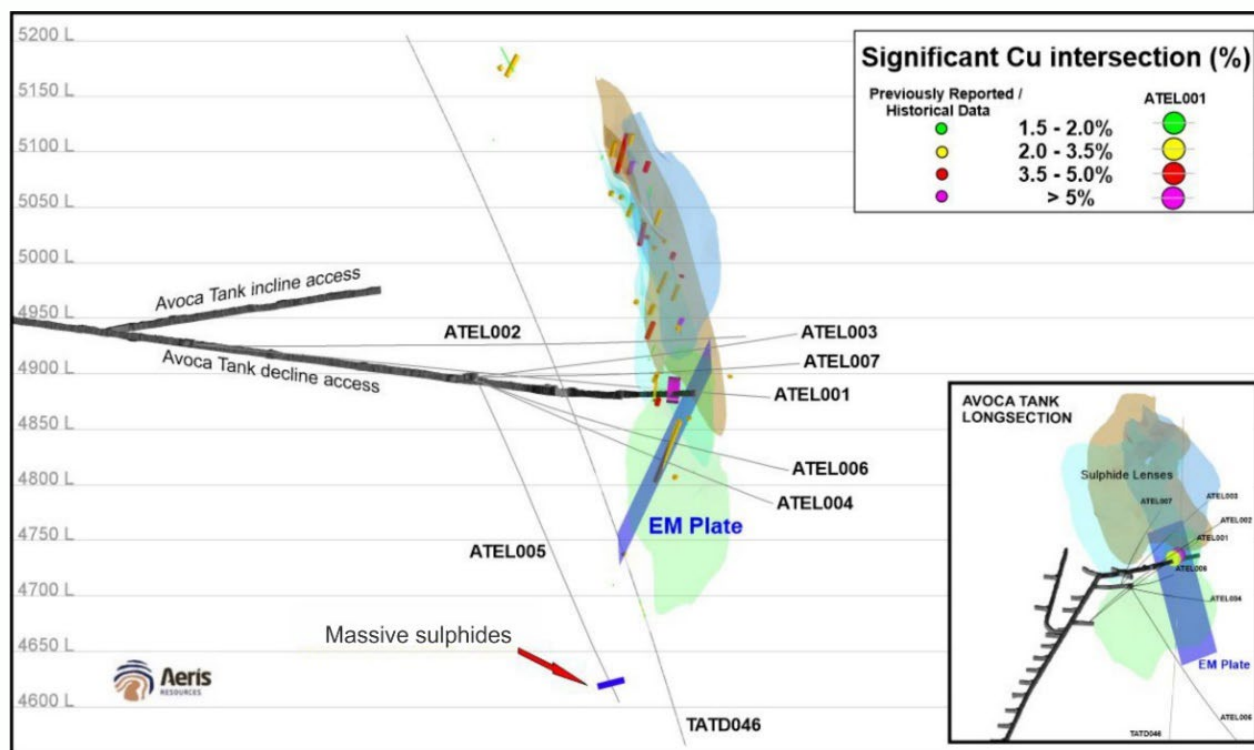 5200 L
5150 L
5100 L
5050 L
5000 L
4950 L
4900 L
4850 L
4800 L
4750 L
4700 L
4650 L
4600 L
Significant Cu intersection (%)
Previously Reported /
Historical Data
ATEL001
1.5 - 2.0%
2.0 - 3.5%
3.5 - 5.0%
> 5%
Avoca Tank incline access
Avoca Tank decline access
ATEL002
ATEL003
ATEL007
ATEL001
ATEL006
ATEL004
EM Plate
ATEL005
Massive sulphides
TATD046
Aeris
RESOURCES
AVOCA TANK
LONGSECTION
Sulphide Lenses
ATEL007
ATEL003
ATEL002
ATEL001
ATEL004
EM Plate
TATD046